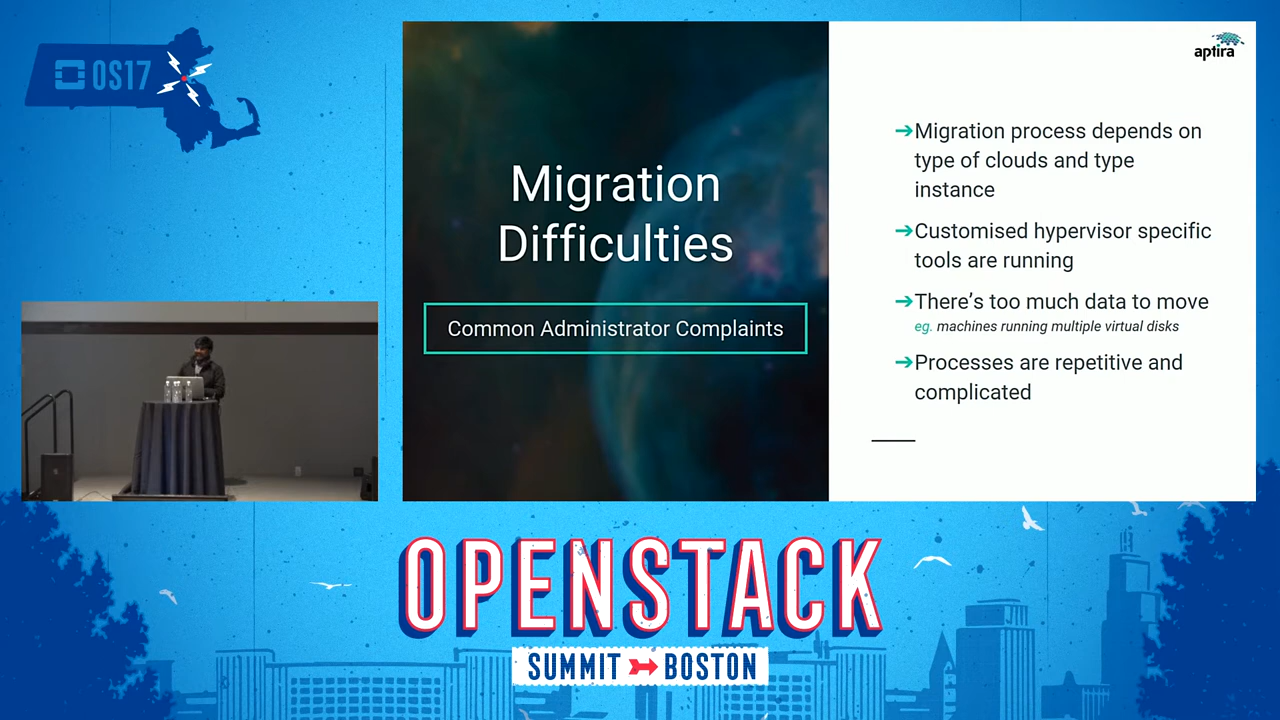 OS17
aptira
Migration
Difficulties
Common Administrator Complaints
➔Migration process depends on
type of clouds and type
instance
➔Customised hypervisor specific
tools are running
➔There's too much data to move
eg. machines running multiple virtual disks
➔Processes are repetitive and
complicated
OPENSTACK
SUMMIT BOSTON